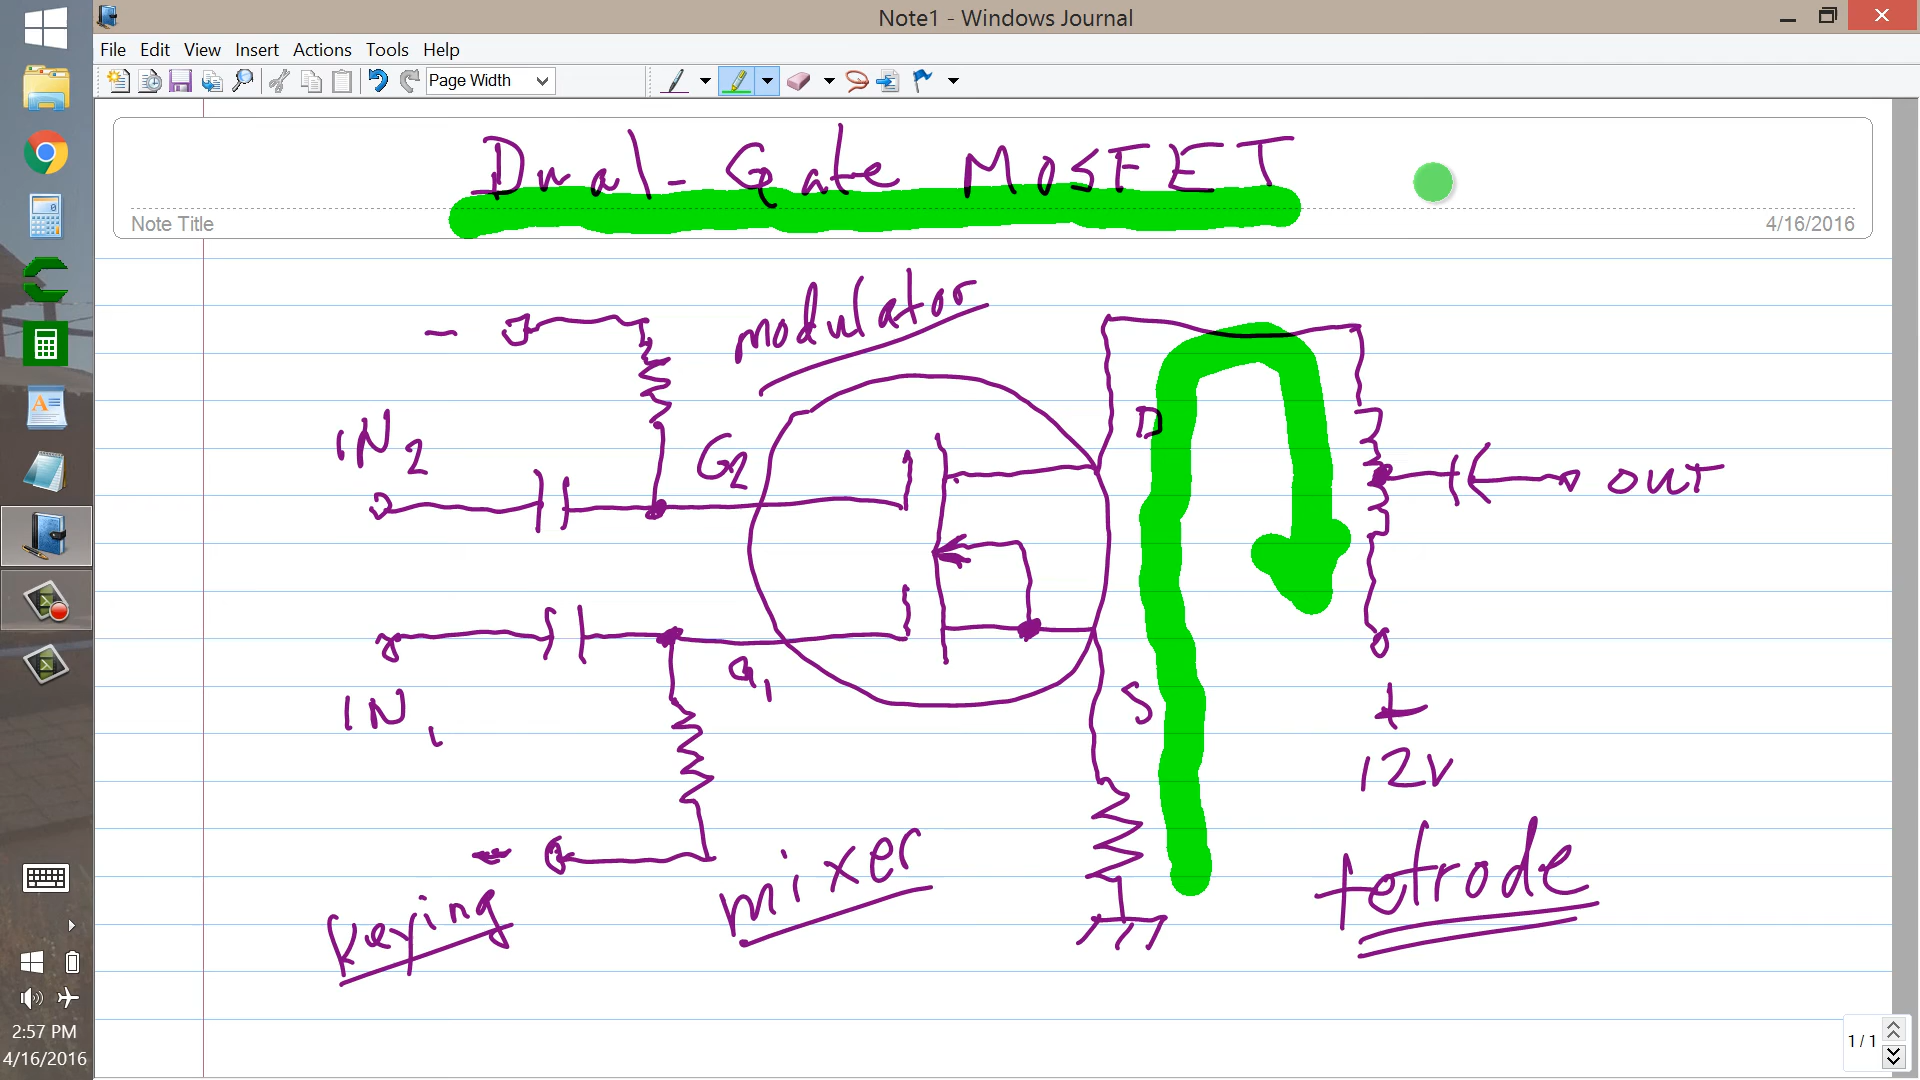 Note1 - Windows Journal
File Edit View Insert Actions Tools Help
Page Width
Dual-Gate MOSFET
Note Title
4/16/2016
modulator
-
IN2
G2
D
OUT
IN1
G1
S
+
12V
-
keying
mixer
tetrode
2:57 PM
4/16/2016
1 / 1